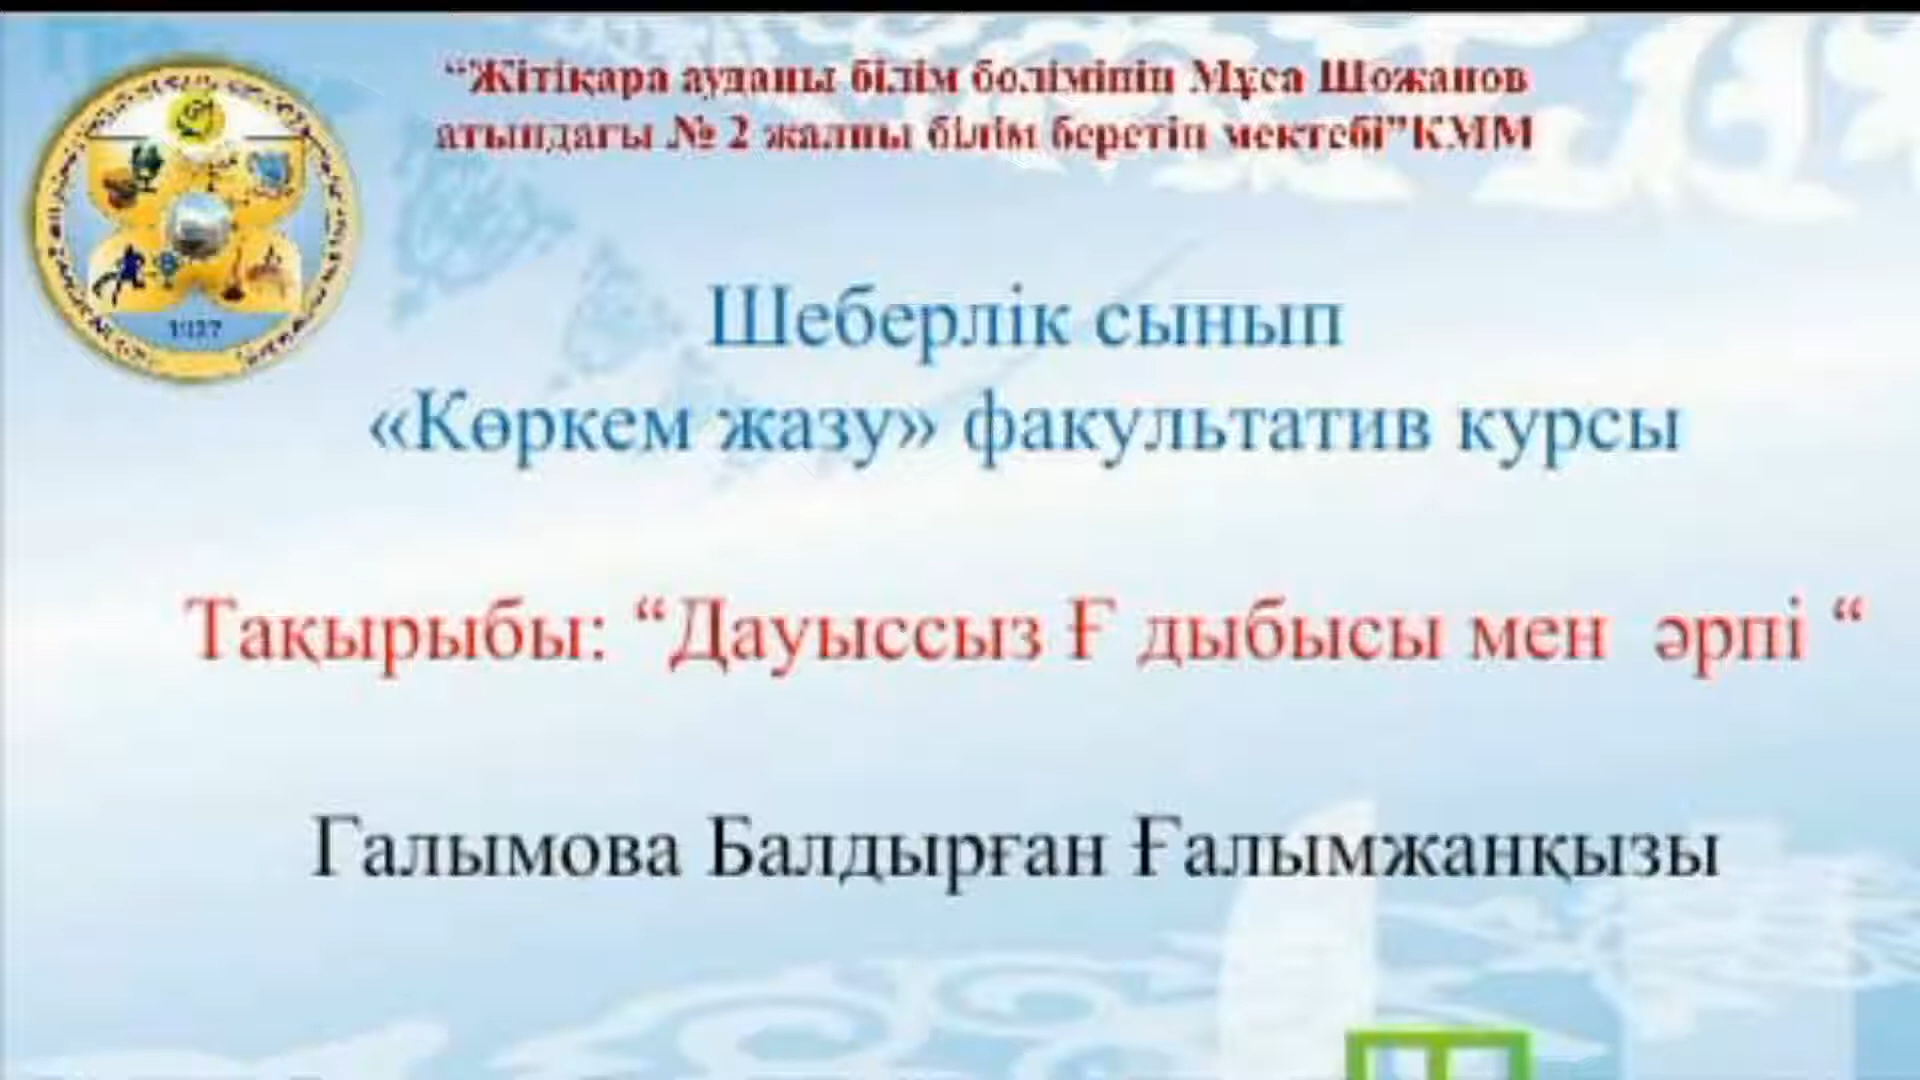 “Жітіқара ауданы білім бөлімінің Мұса Шожанов
атындағы № 2 жалпы білім беретін мектебі”КММ
1937
Шеберлік сынып
«Көркем жазу» факультатив курсы
Тақырыбы: “Дауыссыз Ғ дыбысы мен әрпі “
Галымова Балдырған Ғалымжанқызы